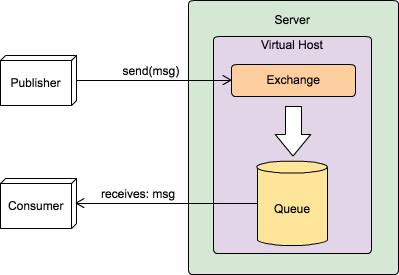 Server
Virtual Host
send(msg)
Publisher
Exchange
receives: msg
Consumer
Queue